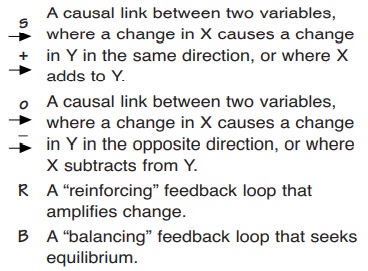 s A causal link between two variables,
where a change in X causes a change
+ in Y in the same direction, or where X
adds to Y.
o A causal link between two variables,
where a change in X causes a change
– in Y in the opposite direction, or where
X subtracts from Y.
R A “reinforcing” feedback loop that
amplifies change.
B A “balancing” feedback loop that seeks
equilibrium.